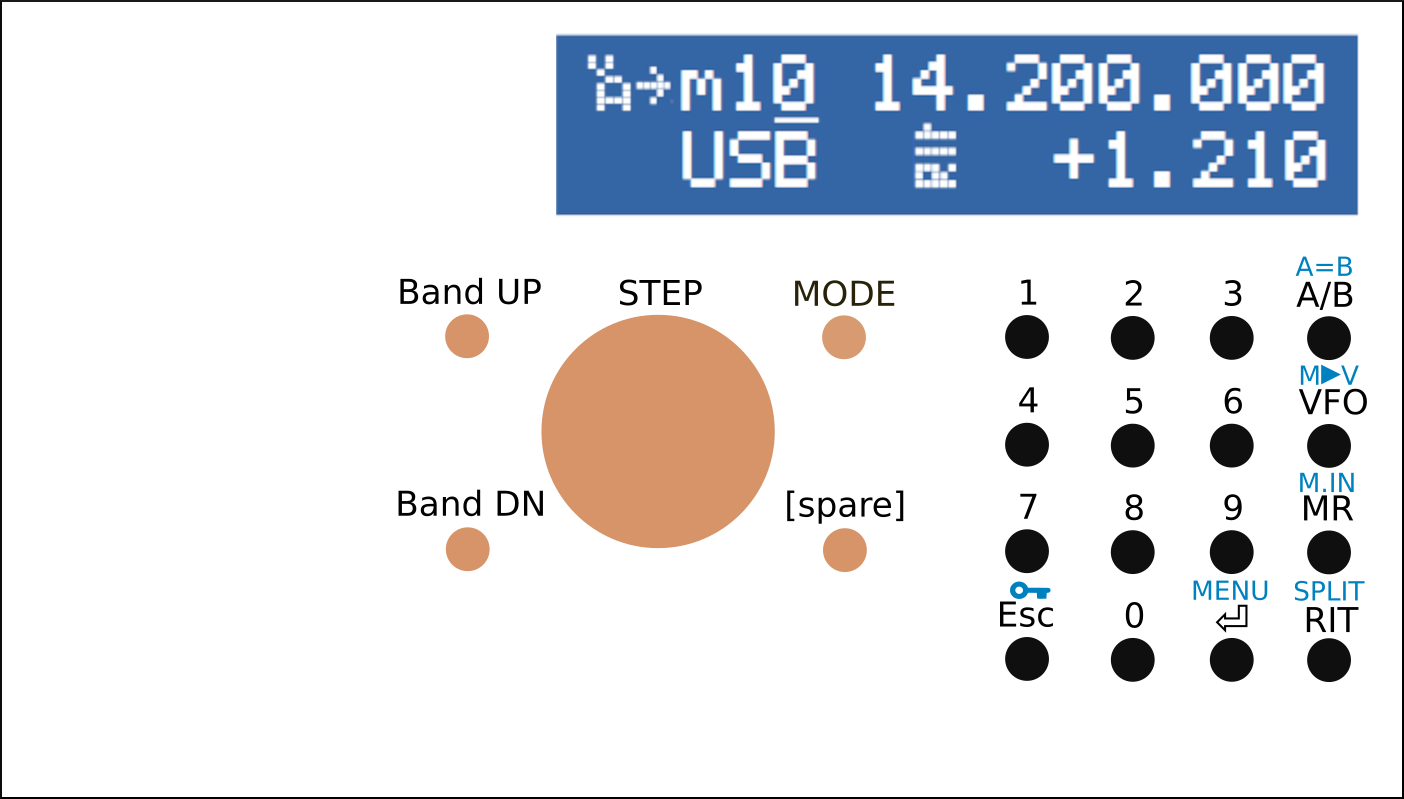 →m10 14.200.000
USB +1.210
Band UP STEP MODE
Band DN [spare]
1 2 3 A=B A/B
4 5 6 M▶V VFO
7 8 9 M.IN MR
Esc 0 MENU SPLIT RIT